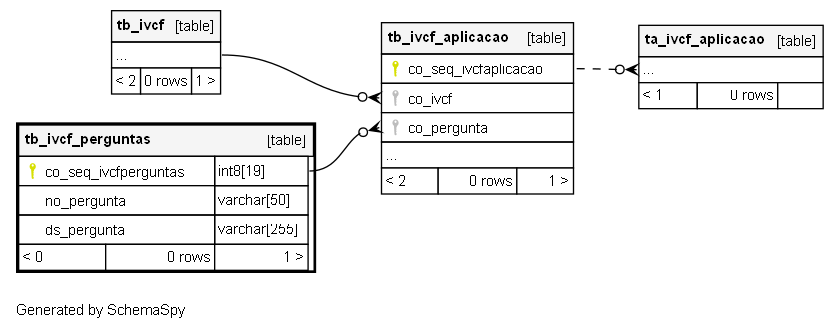 tb_ivcf [table]
...
< 2 0 rows 1 >
tb_ivcf_aplicacao [table]
co_seq_ivcfaplicacao
co_ivcf
co_pergunta
...
< 2 0 rows 1 >
ta_ivcf_aplicacao [table]
...
< 1 0 rows
tb_ivcf_perguntas [table]
co_seq_ivcfperguntas int8[19]
no_pergunta varchar[50]
ds_pergunta varchar[255]
< 0 0 rows 1 >
Generated by SchemaSpy